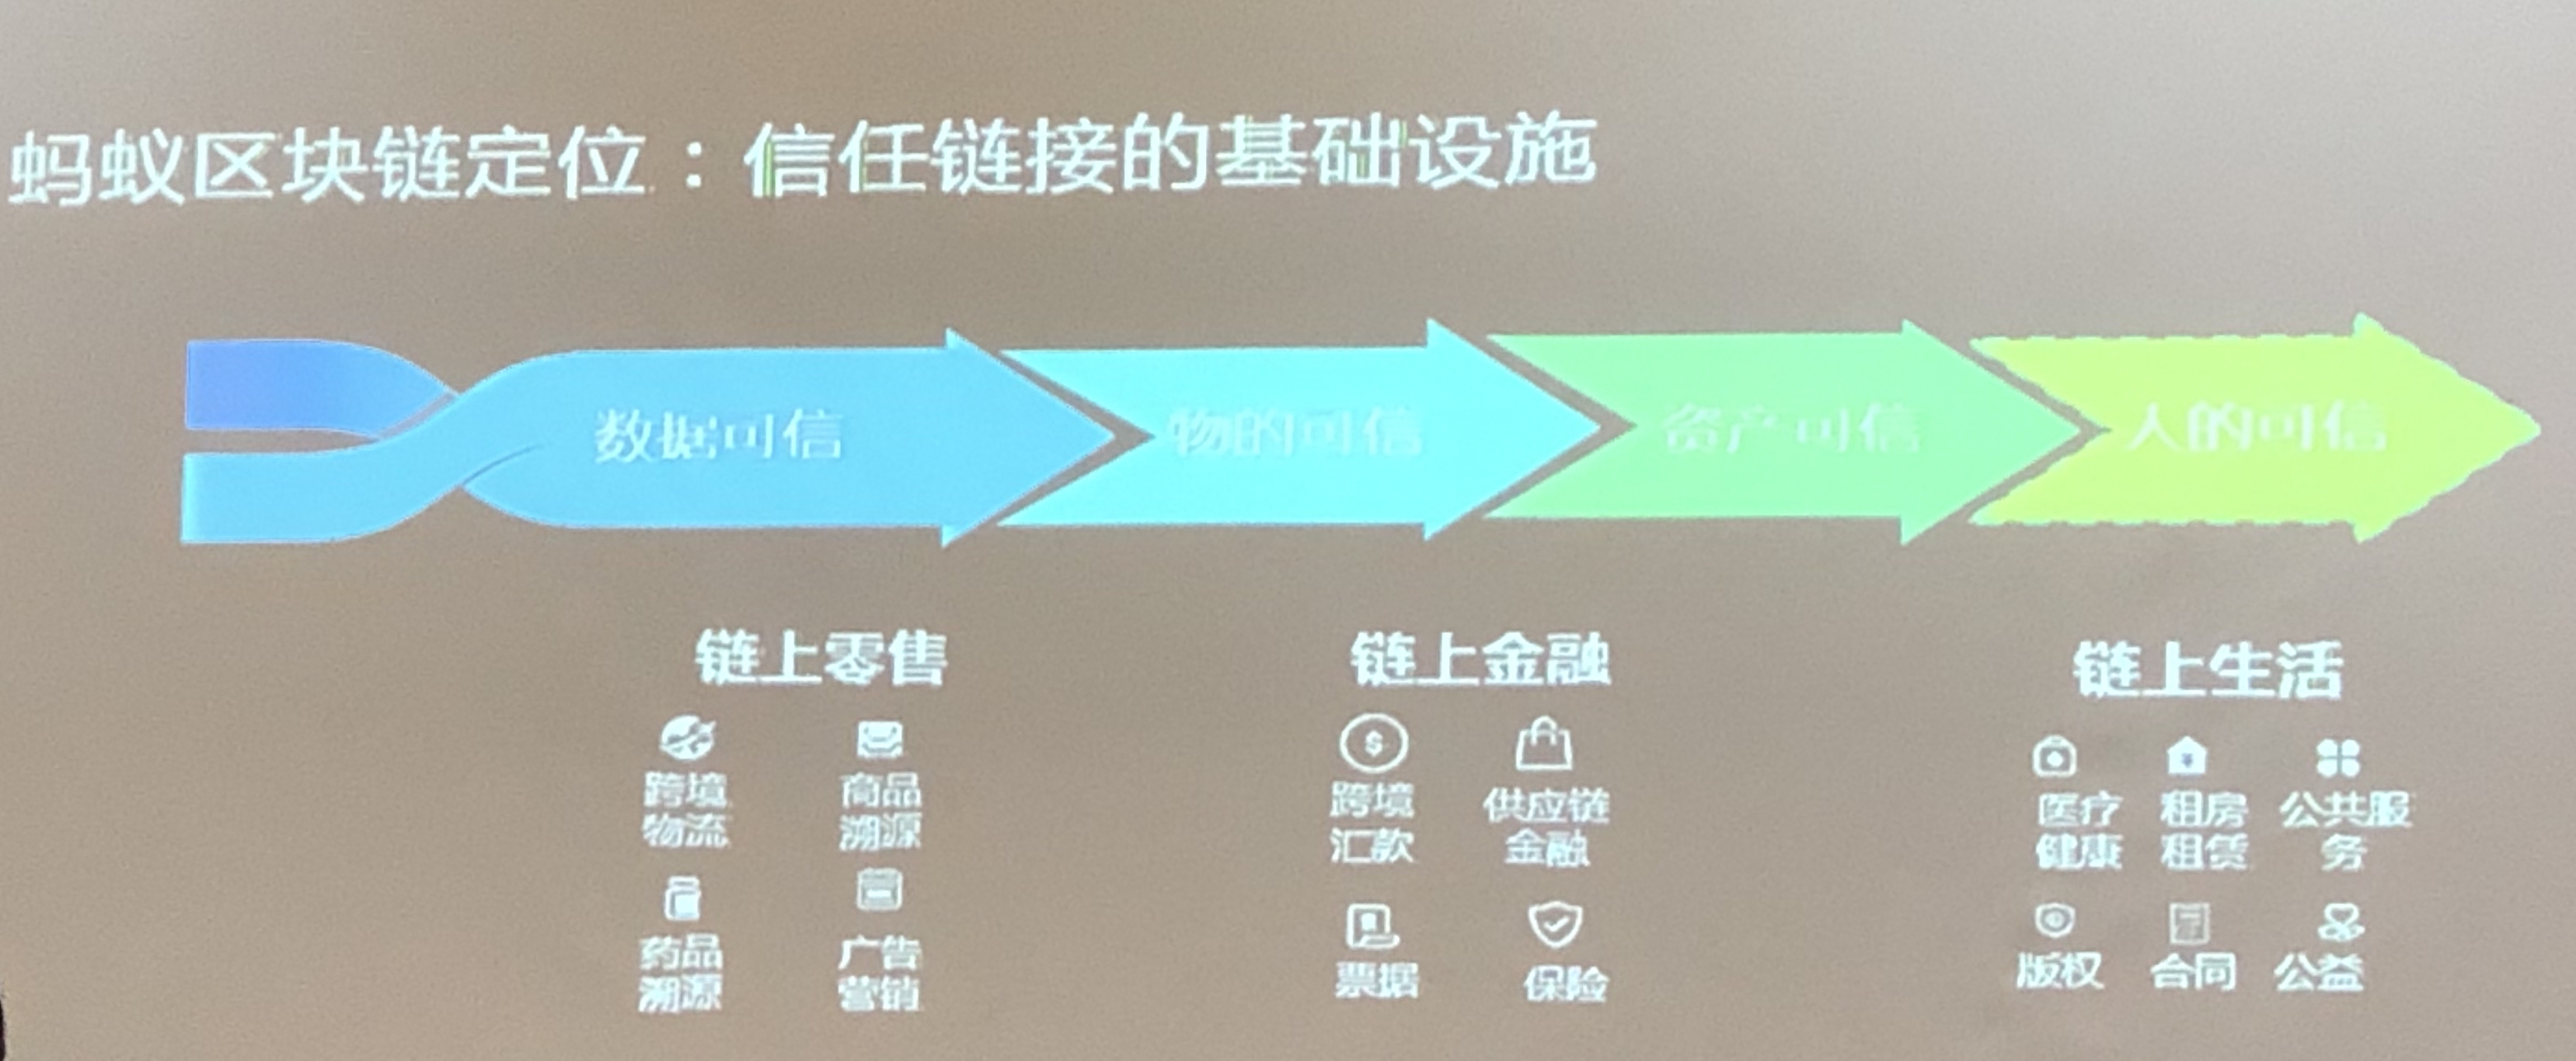 蚂蚁区块链定位：信任链接的基础设施
数据可信
物的可信
资产可信
人的可信
链上零售
跨境
物流
商品
溯源
药品
溯源
广告
营销
链上金融
跨境
汇款
供应链
金融
票据
保险
链上生活
医疗
健康
租房
租赁
公共服
务
版权
合同
公益